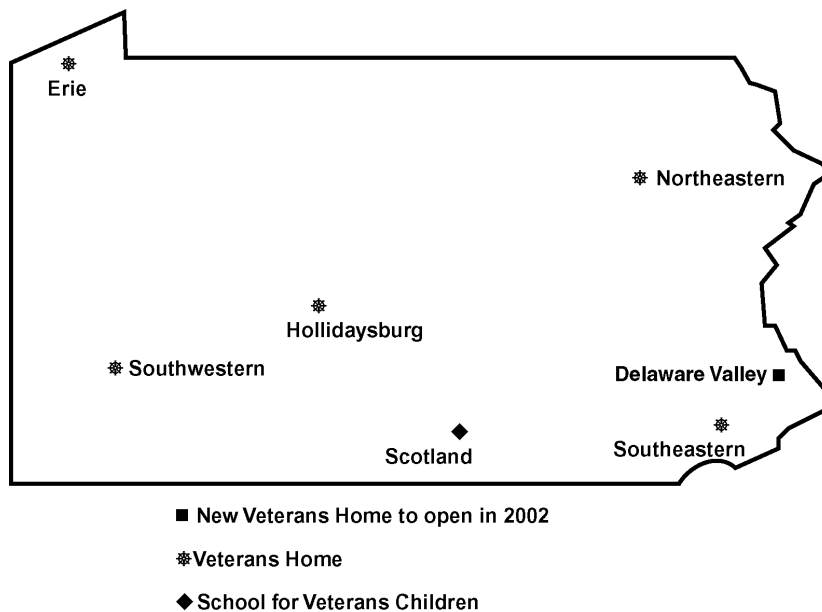 Erie
Northeastern
Hollidaysburg
Southwestern
Delaware Valley
Southeastern
Scotland
New Veterans Home to open in 2002
Veterans Home
School for Veterans Children